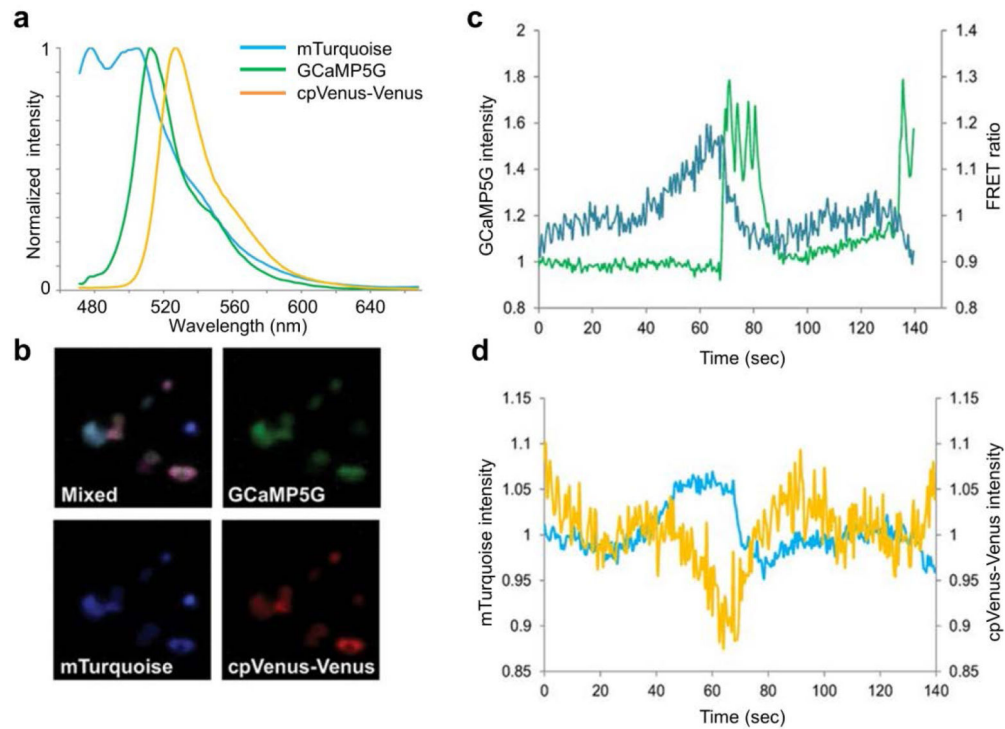 a
mTurquoise
GCaMP5G
cpVenus-Venus
1
0
Normalized intensity
480 520 560 600 640
Wavelength (nm)
b
Mixed
GCaMP5G
mTurquoise
cpVenus-Venus
c
2
1.8
1.6
1.4
1.2
1
0.8
GCaMP5G intensity
1.4
1.3
1.2
1.1
1
0.9
0.8
FRET ratio
0 20 40 60 80 100 120 140
Time (sec)
d
1.15
1.1
1.05
1
0.95
0.9
0.85
mTurquoise intensity
1.15
1.10
1.05
1
0.95
0.9
0.85
cpVenus-Venus intensity
0 20 40 60 80 100 120 140
Time (sec)